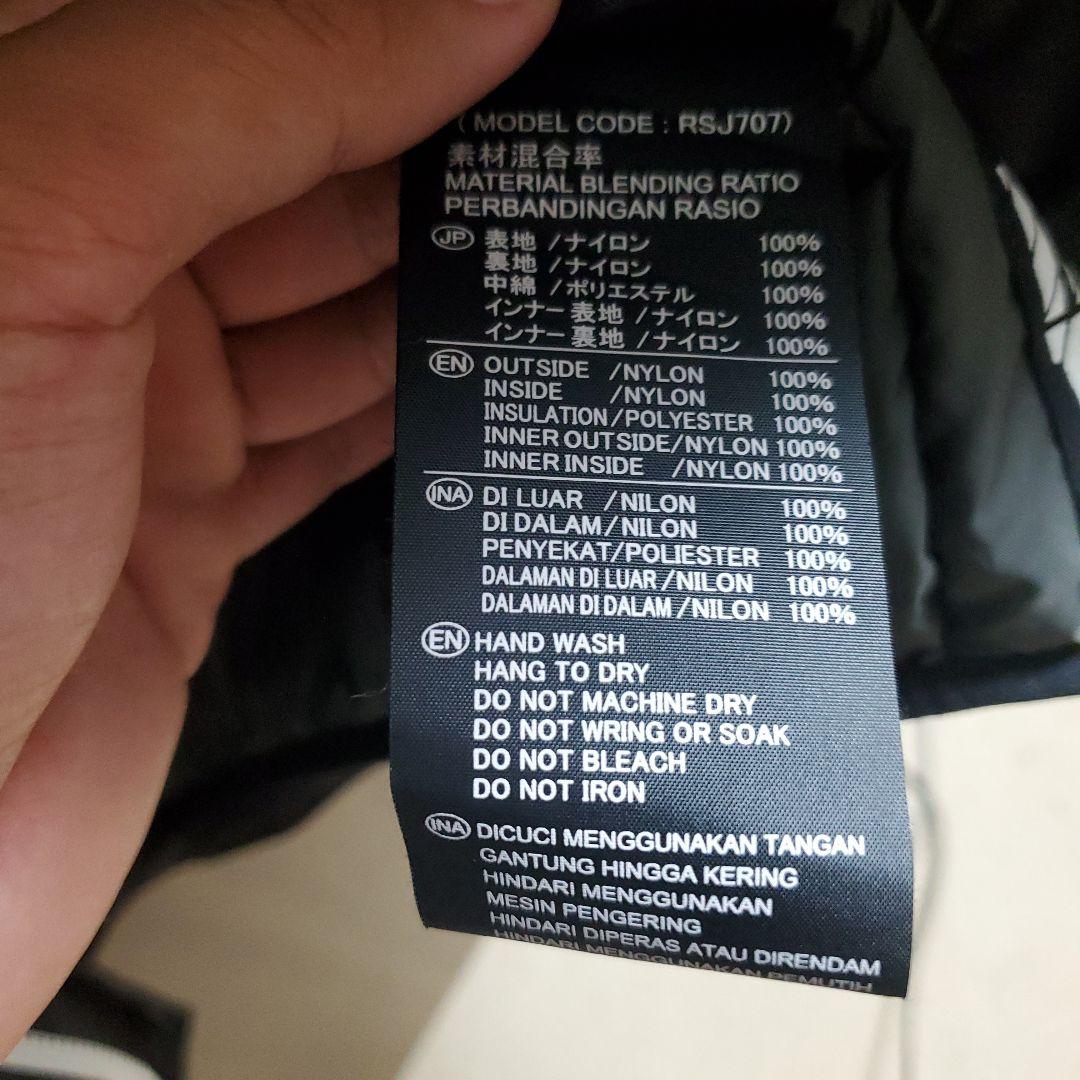 ( MODEL CODE : RSJ707)
素材混合率
MATERIAL BLENDING RATIO
PERBANDINGAN RASIO
JP 表地 /ナイロン 100%
裏地 /ナイロン 100%
中綿 /ポリエステル 100%
インナー表地 /ナイロン 100%
インナー裏地 /ナイロン 100%
EN OUTSIDE /NYLON 100%
INSIDE /NYLON 100%
INSULATION/POLYESTER 100%
INNER OUTSIDE/NYLON 100%
INNER INSIDE /NYLON 100%
INA DI LUAR /NILON 100%
DI DALAM/NILON 100%
PENYEKAT/POLIESTER 100%
DALAMAN DI LUAR /NILON 100%
DALAMAN DI DALAM /NILON 100%
EN HAND WASH
HANG TO DRY
DO NOT MACHINE DRY
DO NOT WRING OR SOAK
DO NOT BLEACH
DO NOT IRON
INA DICUCI MENGGUNAKAN TANGAN
GANTUNG HINGGA KERING
HINDARI MENGGUNAKAN
MESIN PENGERING
HINDARI DIPERAS ATAU DIRENDAM
HINDARI MENGGUNAKAN PEMUTIH